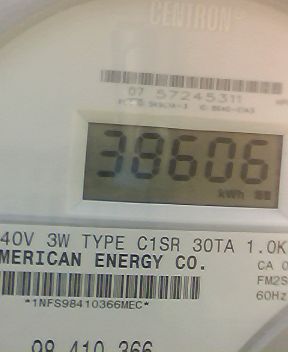 CENTRON
07 57245311
38606
kWh
40V 3W TYPE C1SR 30TA 1.0K
MERICAN ENERGY CO.
CA 0
FM2S
60Hz
*1NFS98410366MEC*
98 410 366